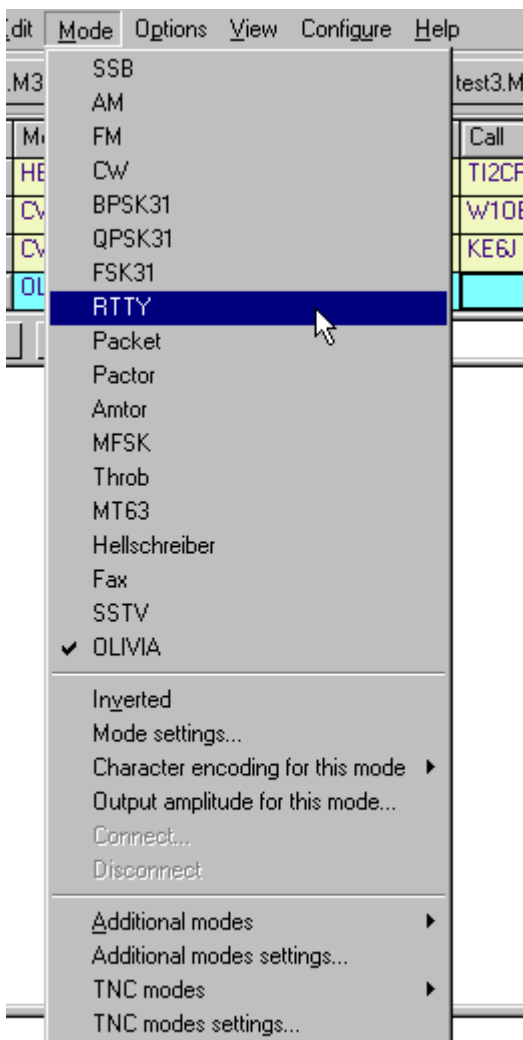 dit Mode Options View Configure Help
.M3 test3.M
Call
HE TI2CF
CV W1OE
CV KE6J
OL
SSB
AM
FM
CW
BPSK31
QPSK31
FSK31
RTTY
Packet
Pactor
Amtor
MFSK
Throb
MT63
Hellschreiber
Fax
SSTV
OLIVIA
Inverted
Mode settings...
Character encoding for this mode
Output amplitude for this mode...
Connect...
Disconnect
Additional modes
Additional modes settings...
TNC modes
TNC modes settings...